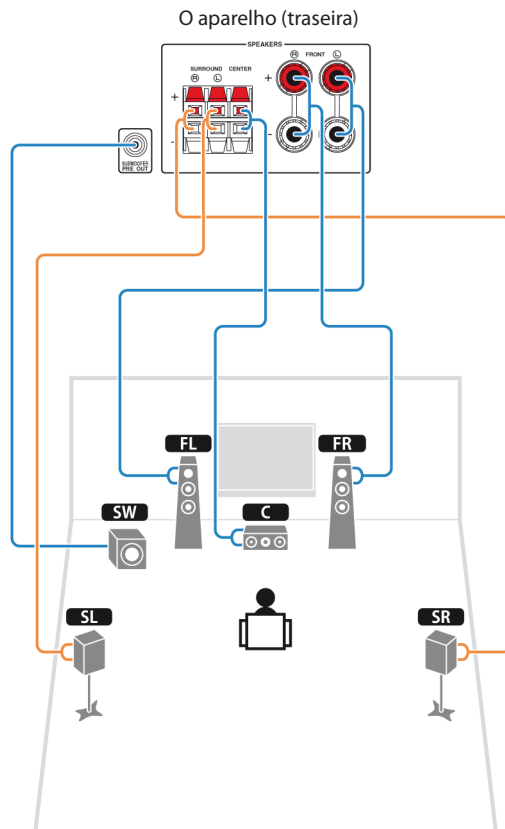 O aparelho (traseira)
SPEAKERS
SURROUND CENTER
R L
R FRONT L
+
-
+
-
SUBWOOFER
PRE OUT
FL
FR
SW
C
SL
SR